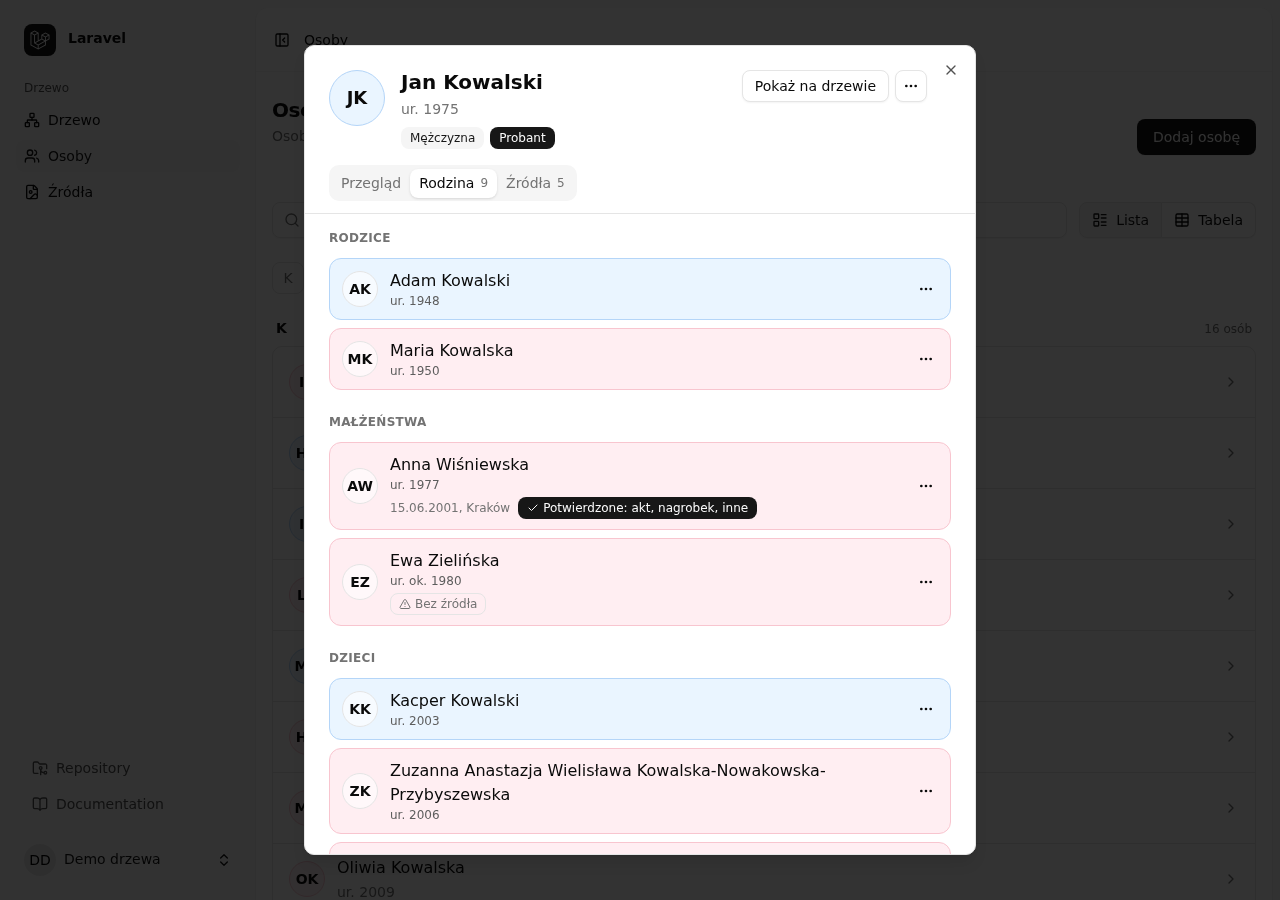 Laravel
Osoby
Drzewo
Drzewo
Osoby
Źródła
Dodaj osobę
Lista
Tabela
K
K
16 osób
JK
Jan Kowalski
ur. 1975
Mężczyzna
Probant
Pokaż na drzewie
Przegląd
Rodzina 9
Źródła 5
RODZICE
AK
Adam Kowalski
ur. 1948
MK
Maria Kowalska
ur. 1950
MAŁŻEŃSTWA
AW
Anna Wiśniewska
ur. 1977
15.06.2001, Kraków
Potwierdzone: akt, nagrobek, inne
EZ
Ewa Zielińska
ur. ok. 1980
Bez źródła
DZIECI
KK
Kacper Kowalski
ur. 2003
ZK
Zuzanna Anastazja Wielisława Kowalska-Nowakowska-
Przybyszewska
ur. 2006
OK
Oliwia Kowalska
ur. 2009
Repository
Documentation
DD
Demo drzewa